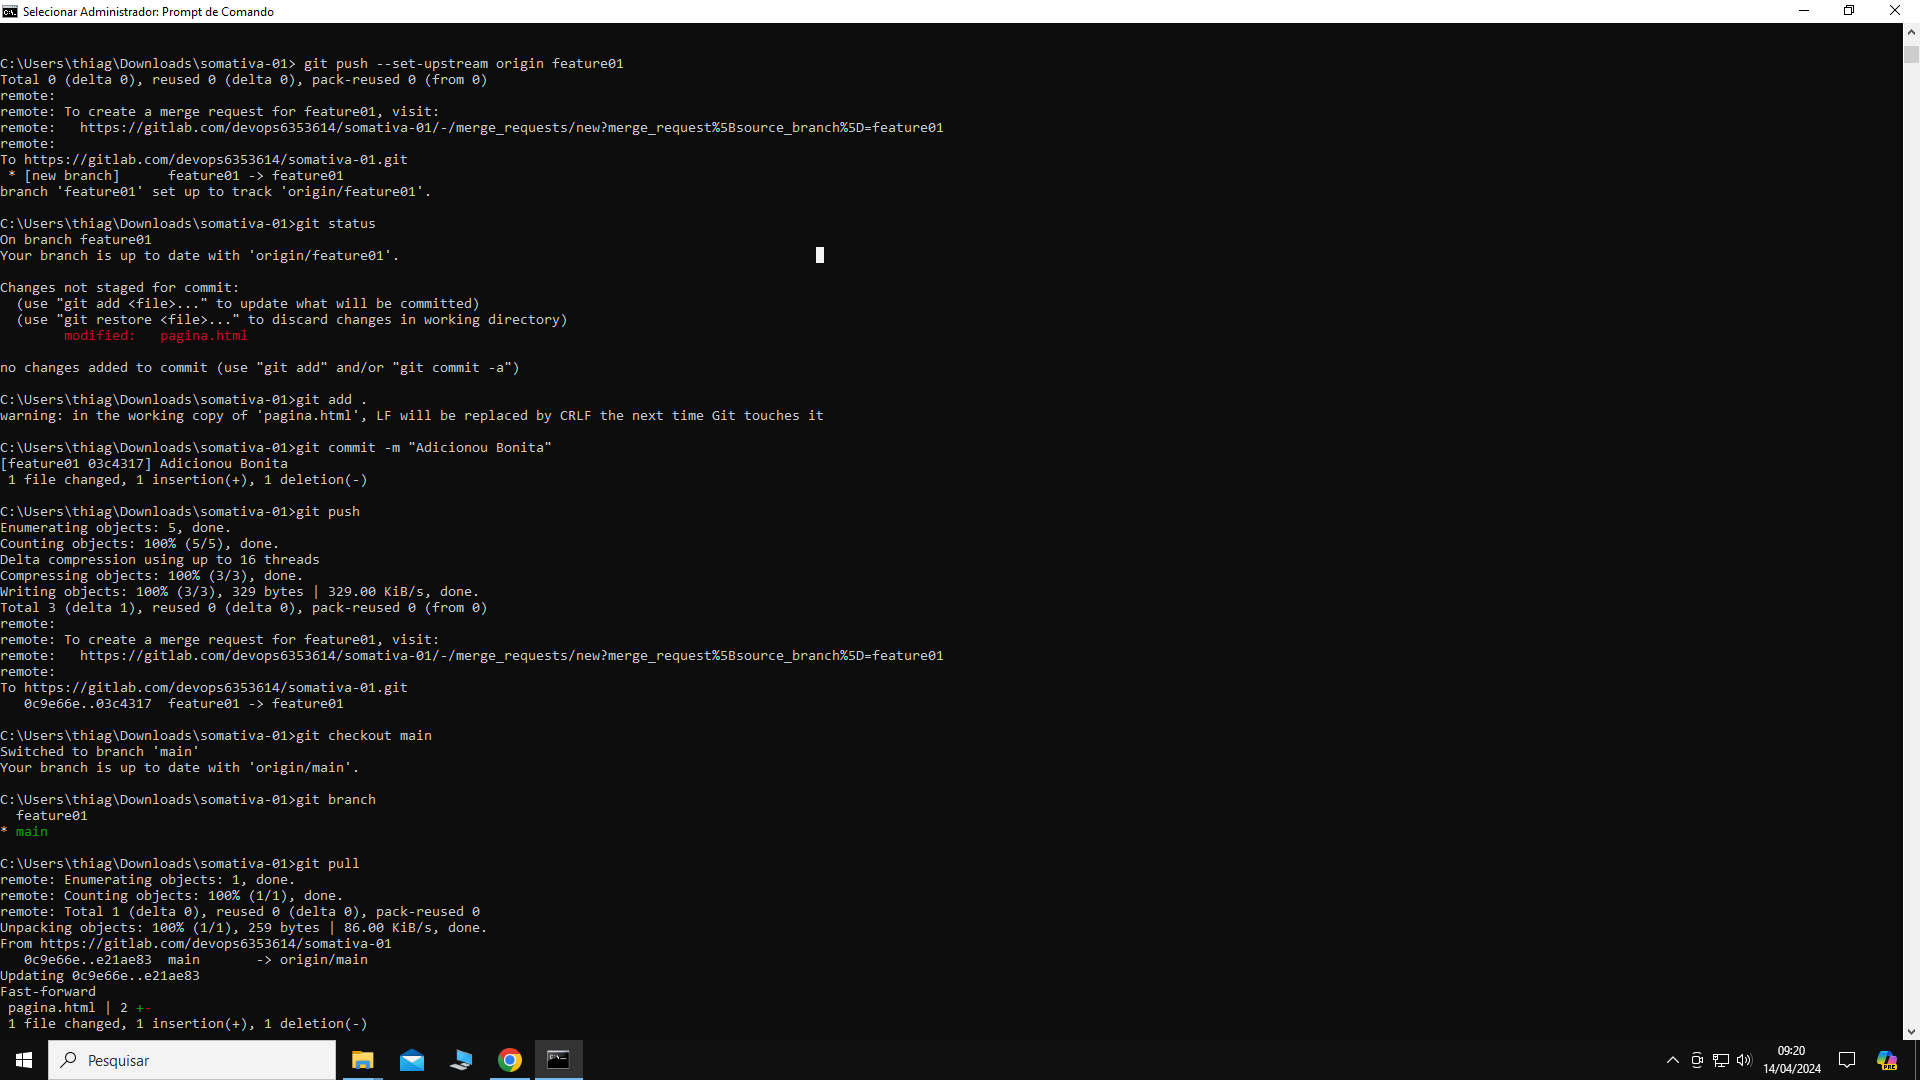 Selecionar Administrador: Prompt de Comando
C:\Users\thiag\Downloads\somativa-01> git push --set-upstream origin feature01
Total 0 (delta 0), reused 0 (delta 0), pack-reused 0 (from 0)
remote:
remote: To create a merge request for feature01, visit:
remote:   https://gitlab.com/devops6353614/somativa-01/-/merge_requests/new?merge_request%5Bsource_branch%5D=feature01
remote:
To https://gitlab.com/devops6353614/somativa-01.git
 * [new branch]      feature01 -> feature01
branch 'feature01' set up to track 'origin/feature01'.
C:\Users\thiag\Downloads\somativa-01>git status
On branch feature01
Your branch is up to date with 'origin/feature01'.
Changes not staged for commit:
  (use "git add <file>..." to update what will be committed)
  (use "git restore <file>..." to discard changes in working directory)
        modified:   pagina.html
no changes added to commit (use "git add" and/or "git commit -a")
C:\Users\thiag\Downloads\somativa-01>git add .
warning: in the working copy of 'pagina.html', LF will be replaced by CRLF the next time Git touches it
C:\Users\thiag\Downloads\somativa-01>git commit -m "Adicionou Bonita"
[feature01 03c4317] Adicionou Bonita
 1 file changed, 1 insertion(+), 1 deletion(-)
C:\Users\thiag\Downloads\somativa-01>git push
Enumerating objects: 5, done.
Counting objects: 100% (5/5), done.
Delta compression using up to 16 threads
Compressing objects: 100% (3/3), done.
Writing objects: 100% (3/3), 329 bytes | 329.00 KiB/s, done.
Total 3 (delta 1), reused 0 (delta 0), pack-reused 0 (from 0)
remote:
remote: To create a merge request for feature01, visit:
remote:   https://gitlab.com/devops6353614/somativa-01/-/merge_requests/new?merge_request%5Bsource_branch%5D=feature01
remote:
To https://gitlab.com/devops6353614/somativa-01.git
   0c9e66e..03c4317  feature01 -> feature01
C:\Users\thiag\Downloads\somativa-01>git checkout main
Switched to branch 'main'
Your branch is up to date with 'origin/main'.
C:\Users\thiag\Downloads\somativa-01>git branch
  feature01
* main
C:\Users\thiag\Downloads\somativa-01>git pull
remote: Enumerating objects: 1, done.
remote: Counting objects: 100% (1/1), done.
remote: Total 1 (delta 0), reused 0 (delta 0), pack-reused 0
Unpacking objects: 100% (1/1), 259 bytes | 86.00 KiB/s, done.
From https://gitlab.com/devops6353614/somativa-01
   0c9e66e..e21ae83  main       -> origin/main
Updating 0c9e66e..e21ae83
Fast-forward
 pagina.html | 2 +-
 1 file changed, 1 insertion(+), 1 deletion(-)
Pesquisar
09:20
14/04/2024
PRE